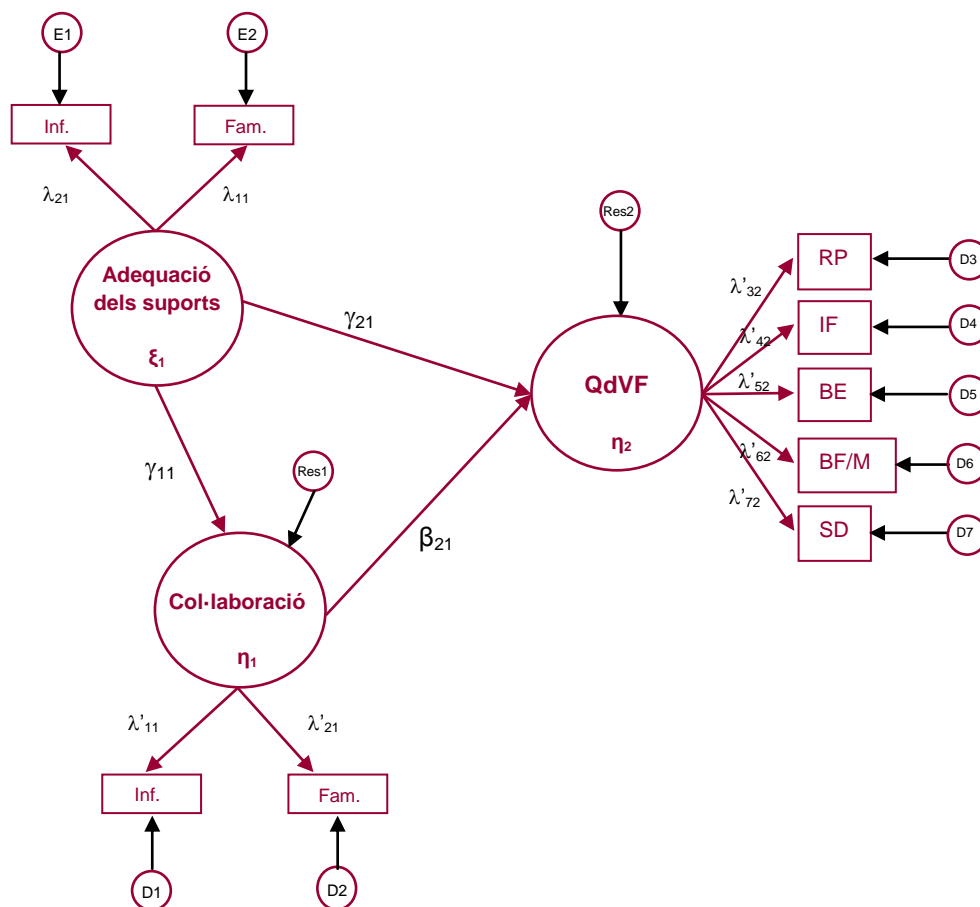 E1
E2
Inf.
Fam.
λ21
λ11
Res2
Adequació
dels suports
ξ1
RP
D3
λ'32
γ21
IF
D4
λ'42
QdVF
η2
λ'52
BE
D5
λ'62
BF/M
D6
γ11
Res1
λ'72
SD
D7
β21
Col·laboració
η1
λ'11
λ'21
Inf.
Fam.
D1
D2